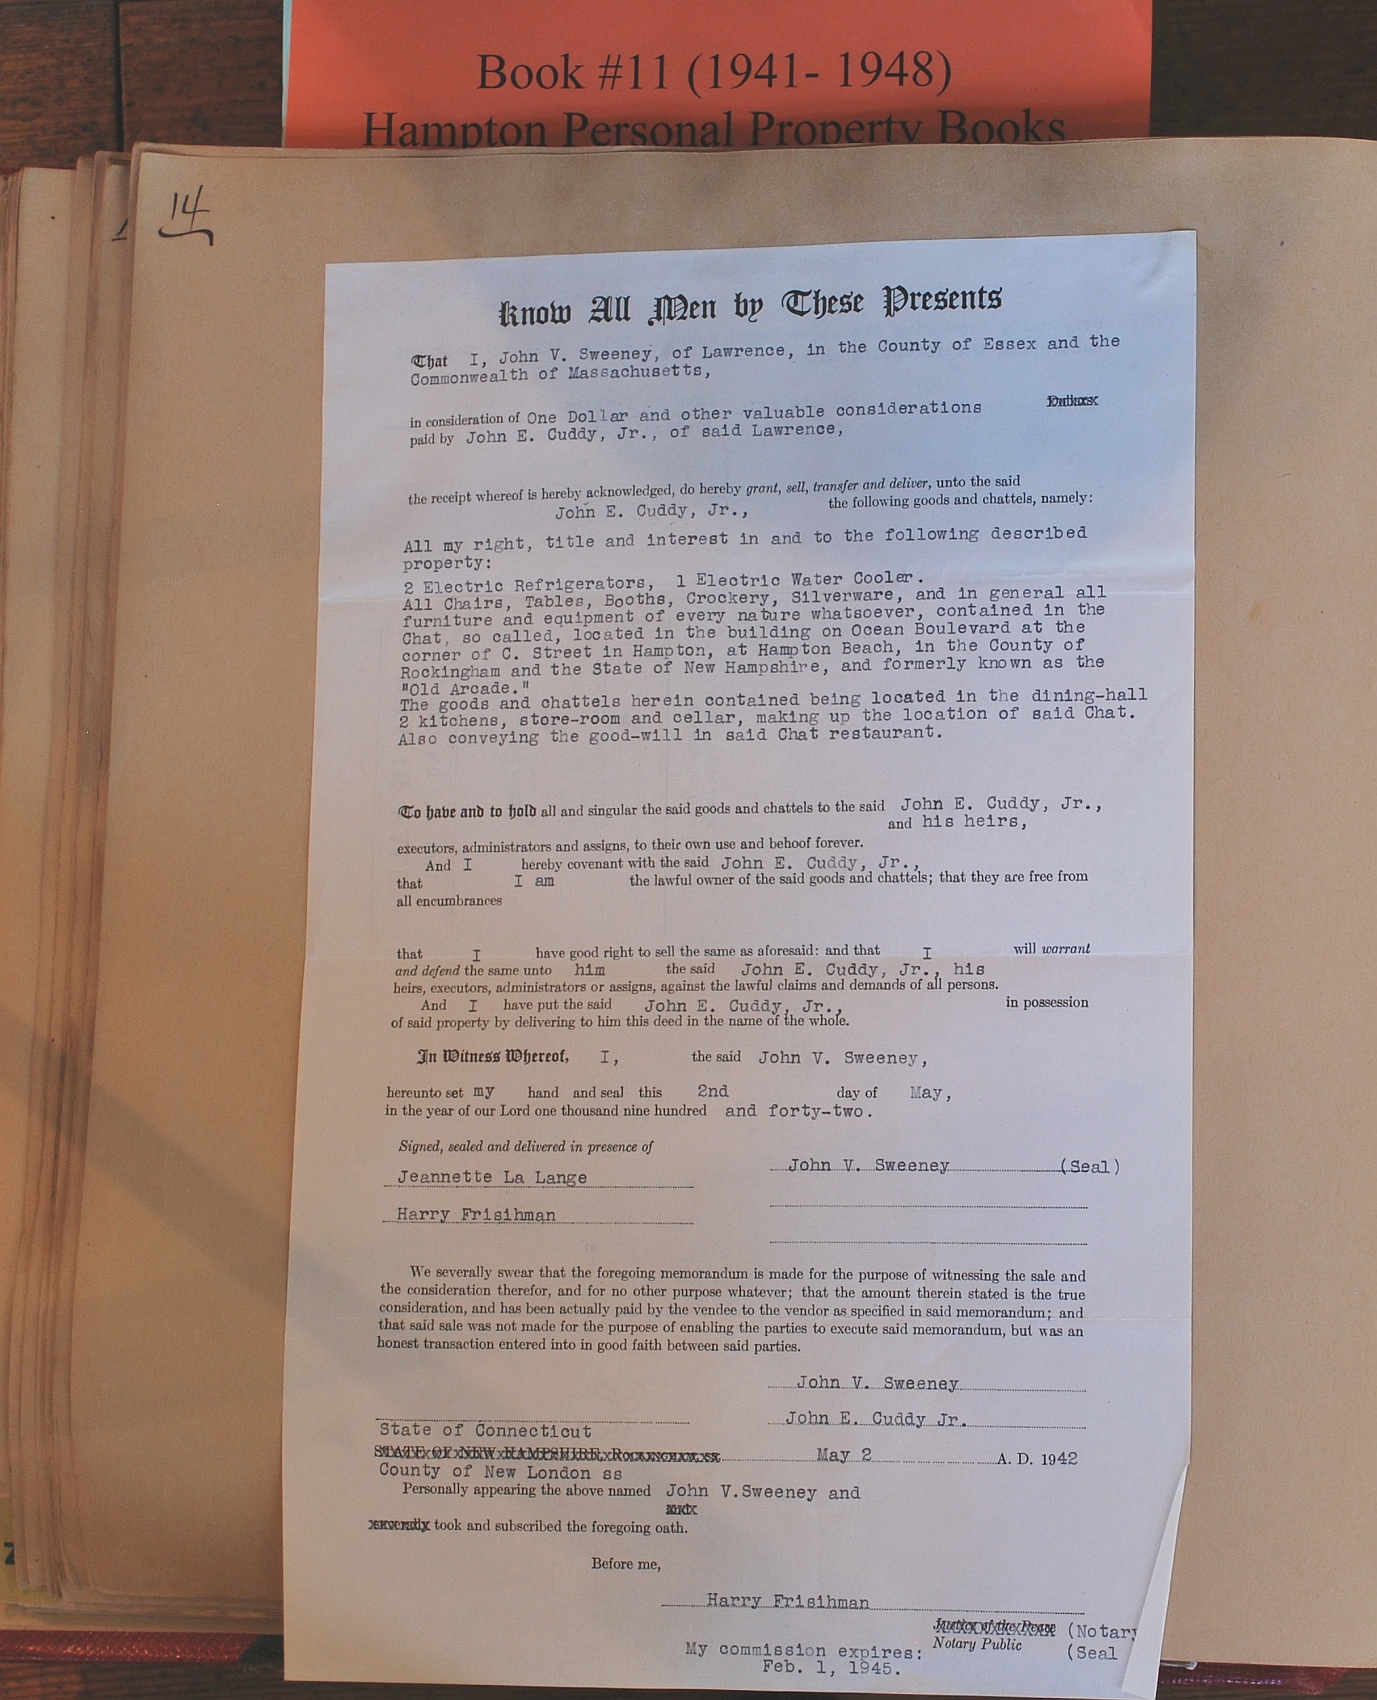 Book #11 (1941- 1948)
Hampton Personal Property Books
14
Know All Men by These Presents
That I, John V. Sweeney, of Lawrence, in the County of Essex and the
Commonwealth of Massachusetts,
in consideration of One Dollar and other valuable considerations
paid by John E. Cuddy, Jr., of said Lawrence,
the receipt whereof is hereby acknowledged, do hereby grant, sell, transfer and deliver, unto the said
John E. Cuddy, Jr., the following goods and chattels, namely:
All my right, title and interest in and to the following described
property:
2 Electric Refrigerators, 1 Electric Water Cooler.
All Chairs, Tables, Booths, Crockery, Silverware, and in general all
furniture and equipment of every nature whatsoever, contained in the
Chat, so called, located in the building on Ocean Boulevard at the
corner of C. Street in Hampton, at Hampton Beach, in the County of
Rockingham and the State of New Hampshire, and formerly known as the
"Old Arcade."
The goods and chattels herein contained being located in the dining-hall
2 kitchens, store-room and cellar, making up the location of said Chat.
Also conveying the good-will in said Chat restaurant.
To have and to hold all and singular the said goods and chattels to the said John E. Cuddy, Jr.,
and his heirs,
executors, administrators and assigns, to their own use and behoof forever.
And I hereby covenant with the said John E. Cuddy, Jr.,
that I am the lawful owner of the said goods and chattels; that they are free from
all encumbrances
that I have good right to sell the same as aforesaid: and that I will warrant
and defend the same unto him the said John E. Cuddy, Jr., his
heirs, executors, administrators or assigns, against the lawful claims and demands of all persons.
And I have put the said John E. Cuddy, Jr., in possession
of said property by delivering to him this deed in the name of the whole.
In Witness Whereof, I, the said John V. Sweeney,
hereunto set my hand and seal this 2nd day of May,
in the year of our Lord one thousand nine hundred and forty-two.
Signed, sealed and delivered in presence of
John V. Sweeney (Seal)
Jeannette La Lange
Harry Frisihman
We severally swear that the foregoing memorandum is made for the purpose of witnessing the sale and
the consideration therefor, and for no other purpose whatever; that the amount therein stated is the true
consideration, and has been actually paid by the vendee to the vendor as specified in said memorandum; and
that said sale was not made for the purpose of enabling the parties to execute said memorandum, but was an
honest transaction entered into in good faith between said parties.
John V. Sweeney
John E. Cuddy Jr.
State of Connecticut
STATE OF NEW HAMPSHIRE, ROCKINGHAM, SS. May 2 A. D. 1942
County of New London ss
Personally appearing the above named John V.Sweeney and
and
severally took and subscribed the foregoing oath.
Before me,
Harry Frisihman
Justice of the Peace (Notary
Notary Public (Seal
My commission expires:
Feb. 1, 1945.